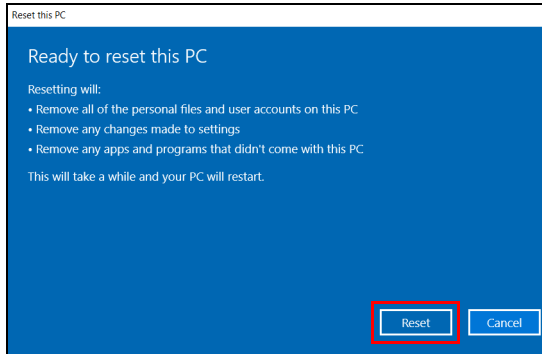 Reset this PC
Ready to reset this PC
Resetting will:
• Remove all of the personal files and user accounts on this PC
• Remove any changes made to settings
• Remove any apps and programs that didn't come with this PC
This will take a while and your PC will restart.
Reset
Cancel